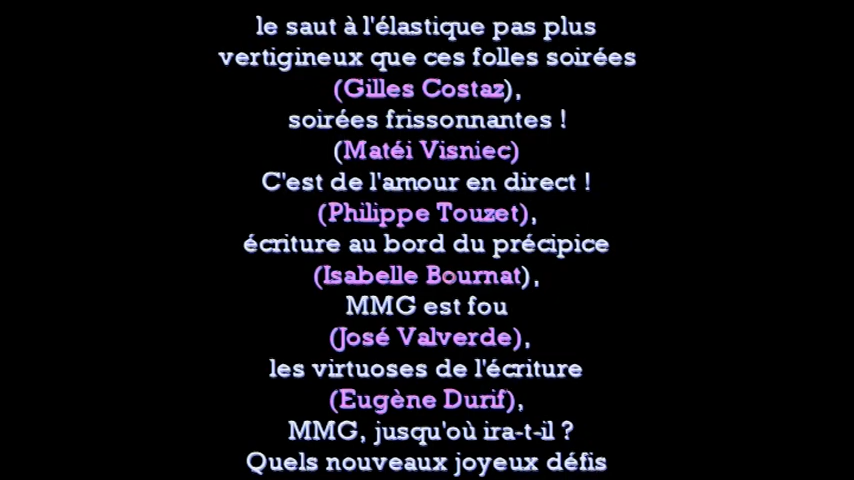 le saut à l'élastique pas plus
vertigineux que ces folles soirées
(Gilles Costaz),
soirées frissonnantes !
(Matéi Visniec)
C'est de l'amour en direct !
(Philippe Touzet),
écriture au bord du précipice
(Isabelle Bournat),
MMG est fou
(José Valverde),
les virtuoses de l'écriture
(Eugène Durif),
MMG, jusqu'où ira-t-il ?
Quels nouveaux joyeux défis